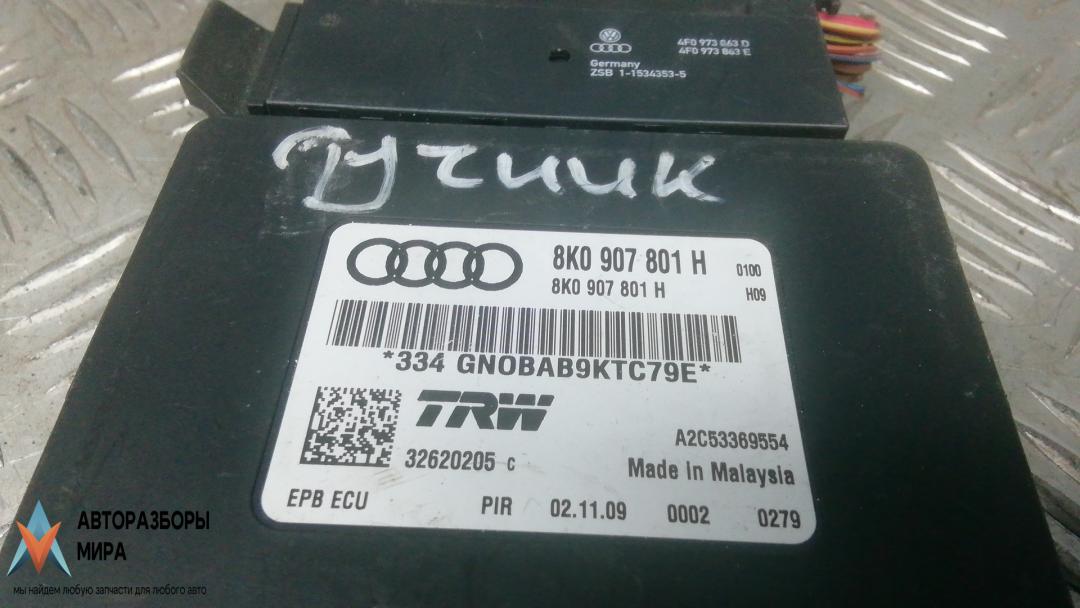 4F0 973 863 D
4F0 973 863 E
Germany
ZSB 1-1534353-5
ручник
8K0 907 801 H 0100
8K0 907 801 H H09
*334 GN0BAB9KTC79E*
TRW
A2C53369554
32620205 C
Made in Malaysia
EPB ECU PIR 02.11.09 0002 0279
АВТОРАЗБОРЫ
МИРА
мы найдем любую запчасти для любого авто